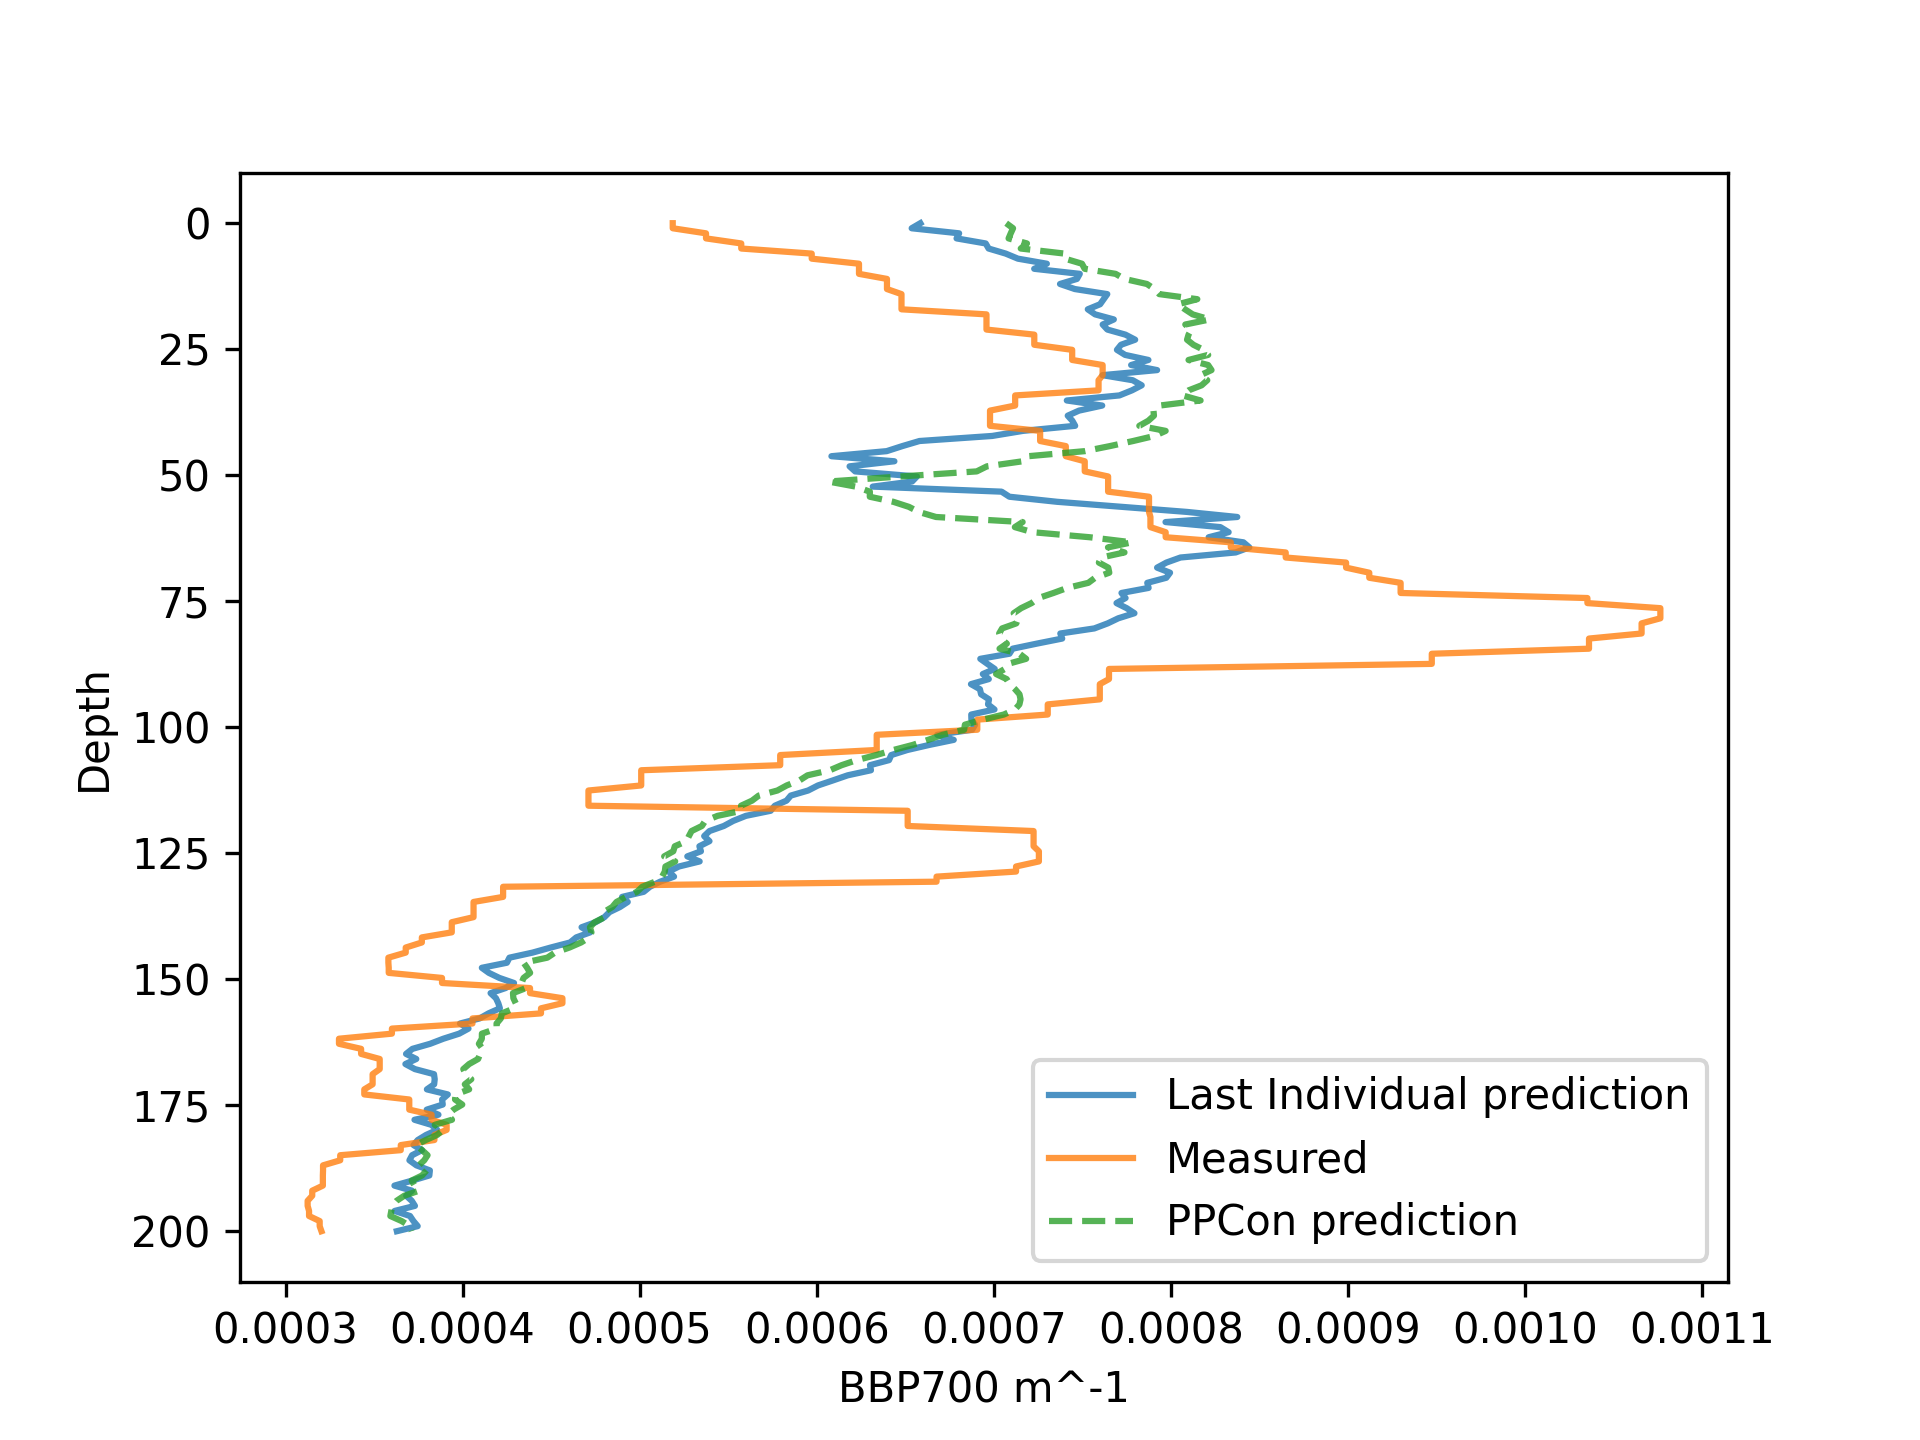 0
25
50
75
100
125
150
175
200
Depth
0.0003 0.0004 0.0005 0.0006 0.0007 0.0008 0.0009 0.0010 0.0011
BBP700 m^-1
Last Individual prediction
Measured
PPCon prediction